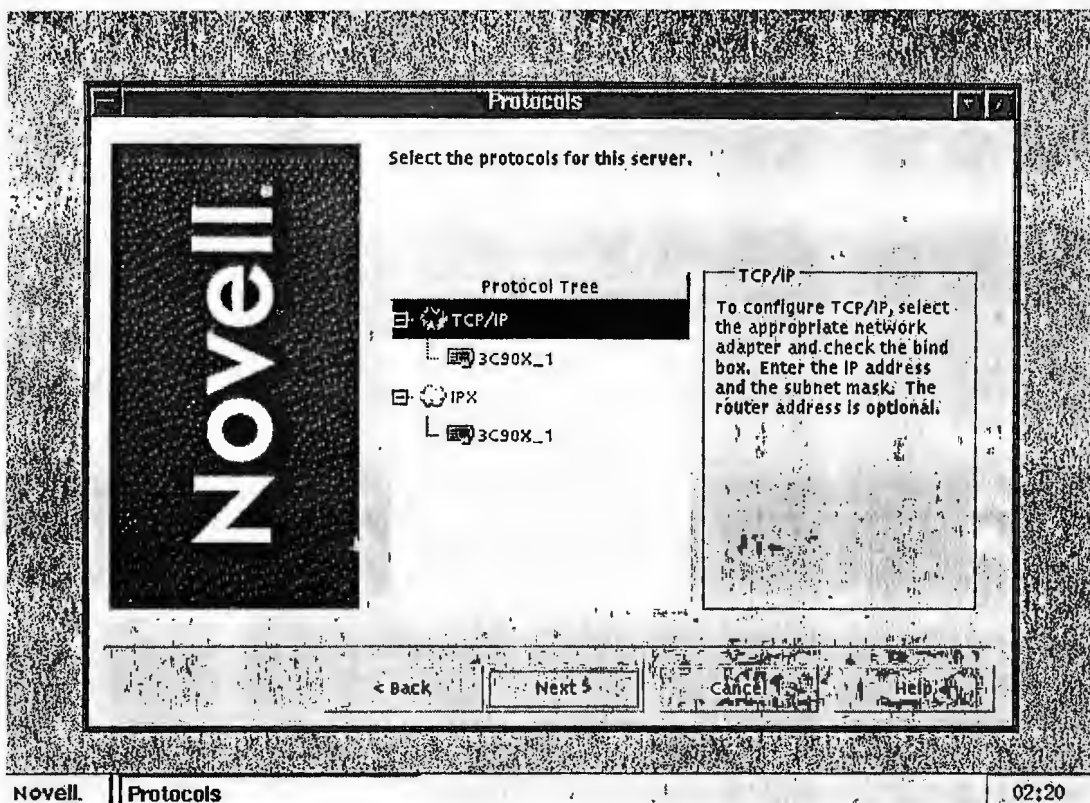 Protocols
Novell.
Select the protocols for this server.
Protocol Tree
TCP/IP
3C90X_1
IPX
3C90X_1
TCP/IP
To configure TCP/IP, select
the appropriate network
adapter and check the bind
box. Enter the IP address
and the subnet mask. The
router address is optional.
< Back
Next >
Cancel
Help
Novell.
Protocols
02:20